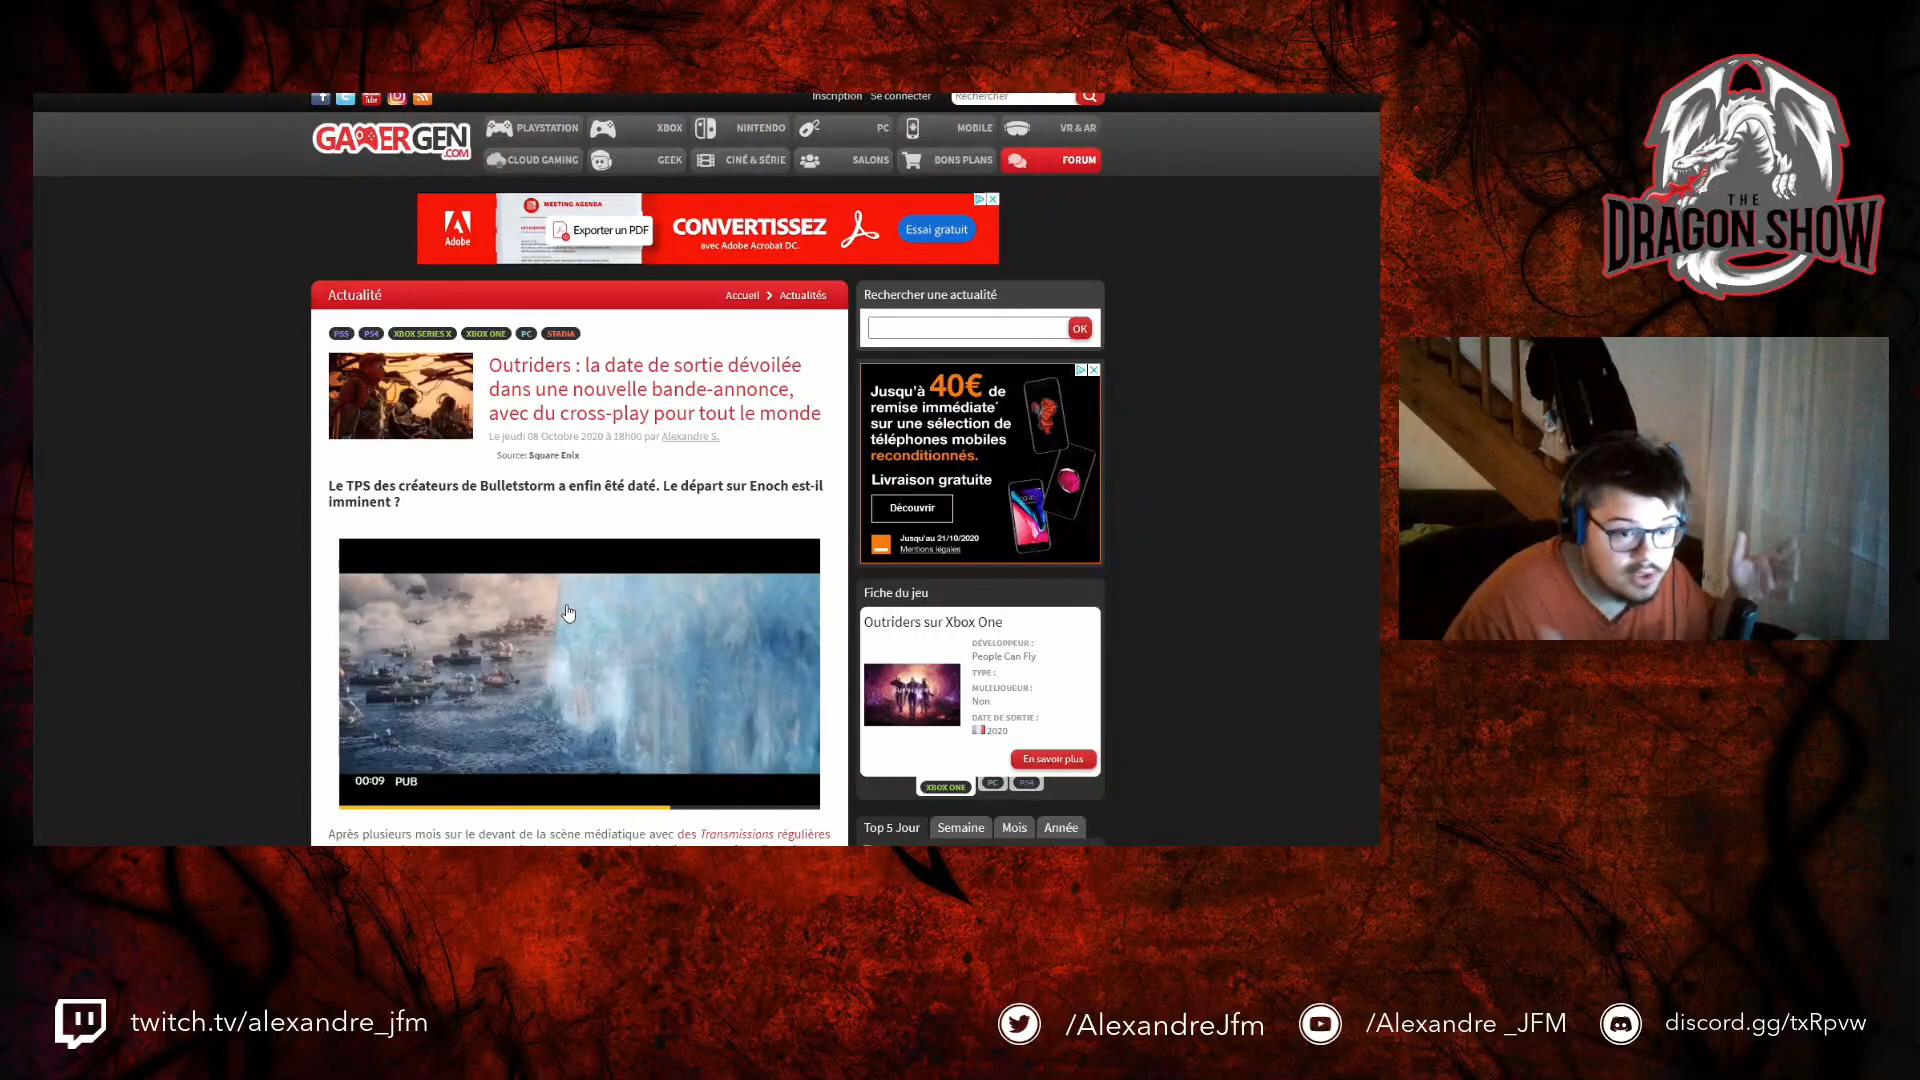 Inscription Se connecter
Rechercher
GAMERGEN.COM
PLAYSTATION XBOX NINTENDO PC MOBILE VR & AR
CLOUD GAMING GEEK CINÉ & SÉRIE SALONS BONS PLANS FORUM
MEETING AGENDA
Adobe
Exporter un PDF
CONVERTISSEZ
avec Adobe Acrobat DC.
Essai gratuit
Actualité
Accueil > Actualités
PS5 PS4 XBOX SERIES X XBOX ONE PC STADIA
Outriders : la date de sortie dévoilée
dans une nouvelle bande-annonce,
avec du cross-play pour tout le monde
Le jeudi 08 Octobre 2020 à 18h00 par Alexandre S.
Source: Square Enix
Le TPS des créateurs de Bulletstorm a enfin êté daté. Le départ sur Enoch est-il
imminent ?
00:09 PUB
Après plusieurs mois sur le devant de la scène médiatique avec des Transmissions régulières
Rechercher une actualité
OK
Jusqu'à 40€ de
remise immédiate*
sur une sélection de
téléphones mobiles
reconditionnés.
Livraison gratuite
Découvrir
Jusqu'au 21/10/2020
Mentions légales
Fiche du jeu
Outriders sur Xbox One
DÉVELOPPEUR :
People Can Fly
TYPE :
MULTIJOUEUR :
Non
DATE DE SORTIE :
2020
OUTRIDERS
En savoir plus
XBOX ONE PC PS4
Top 5 Jour Semaine Mois Année
THE
DRAGON SHOW
twitch.tv/alexandre_jfm
/AlexandreJfm
/Alexandre _JFM
discord.gg/txRpvw